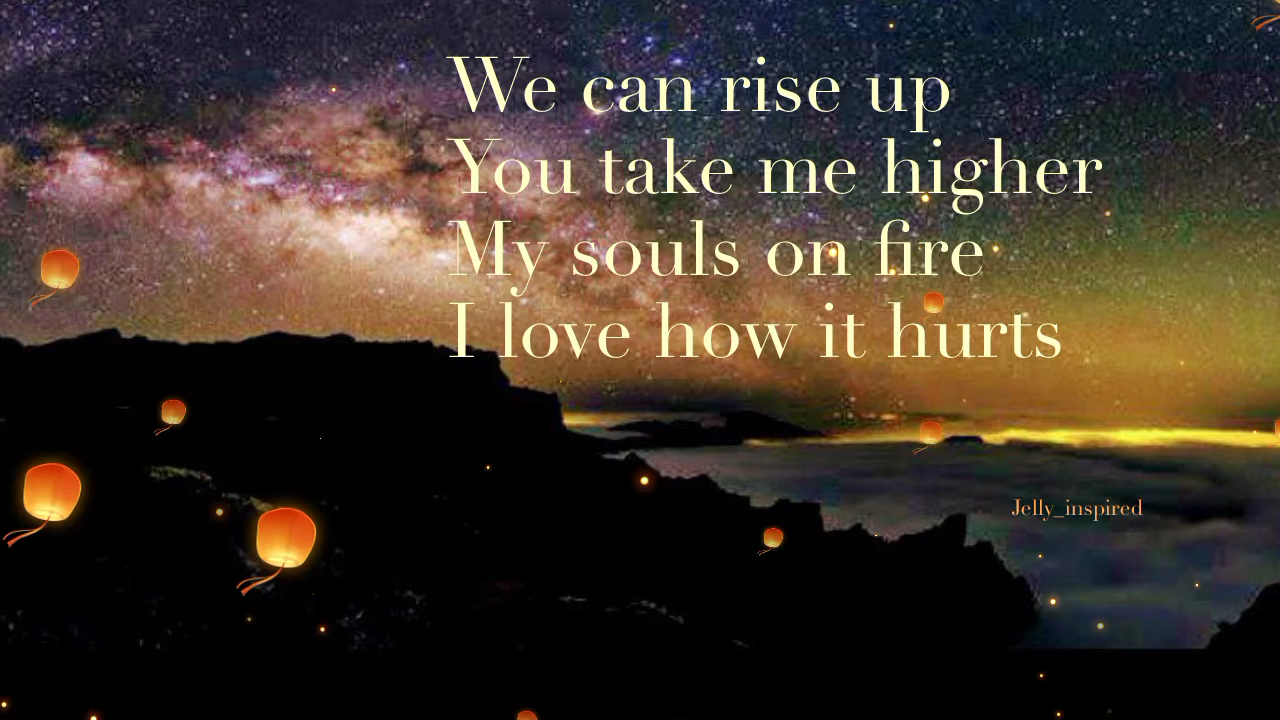 We can rise up
You take me higher
My souls on fire
I love how it hurts
Jelly_inspired